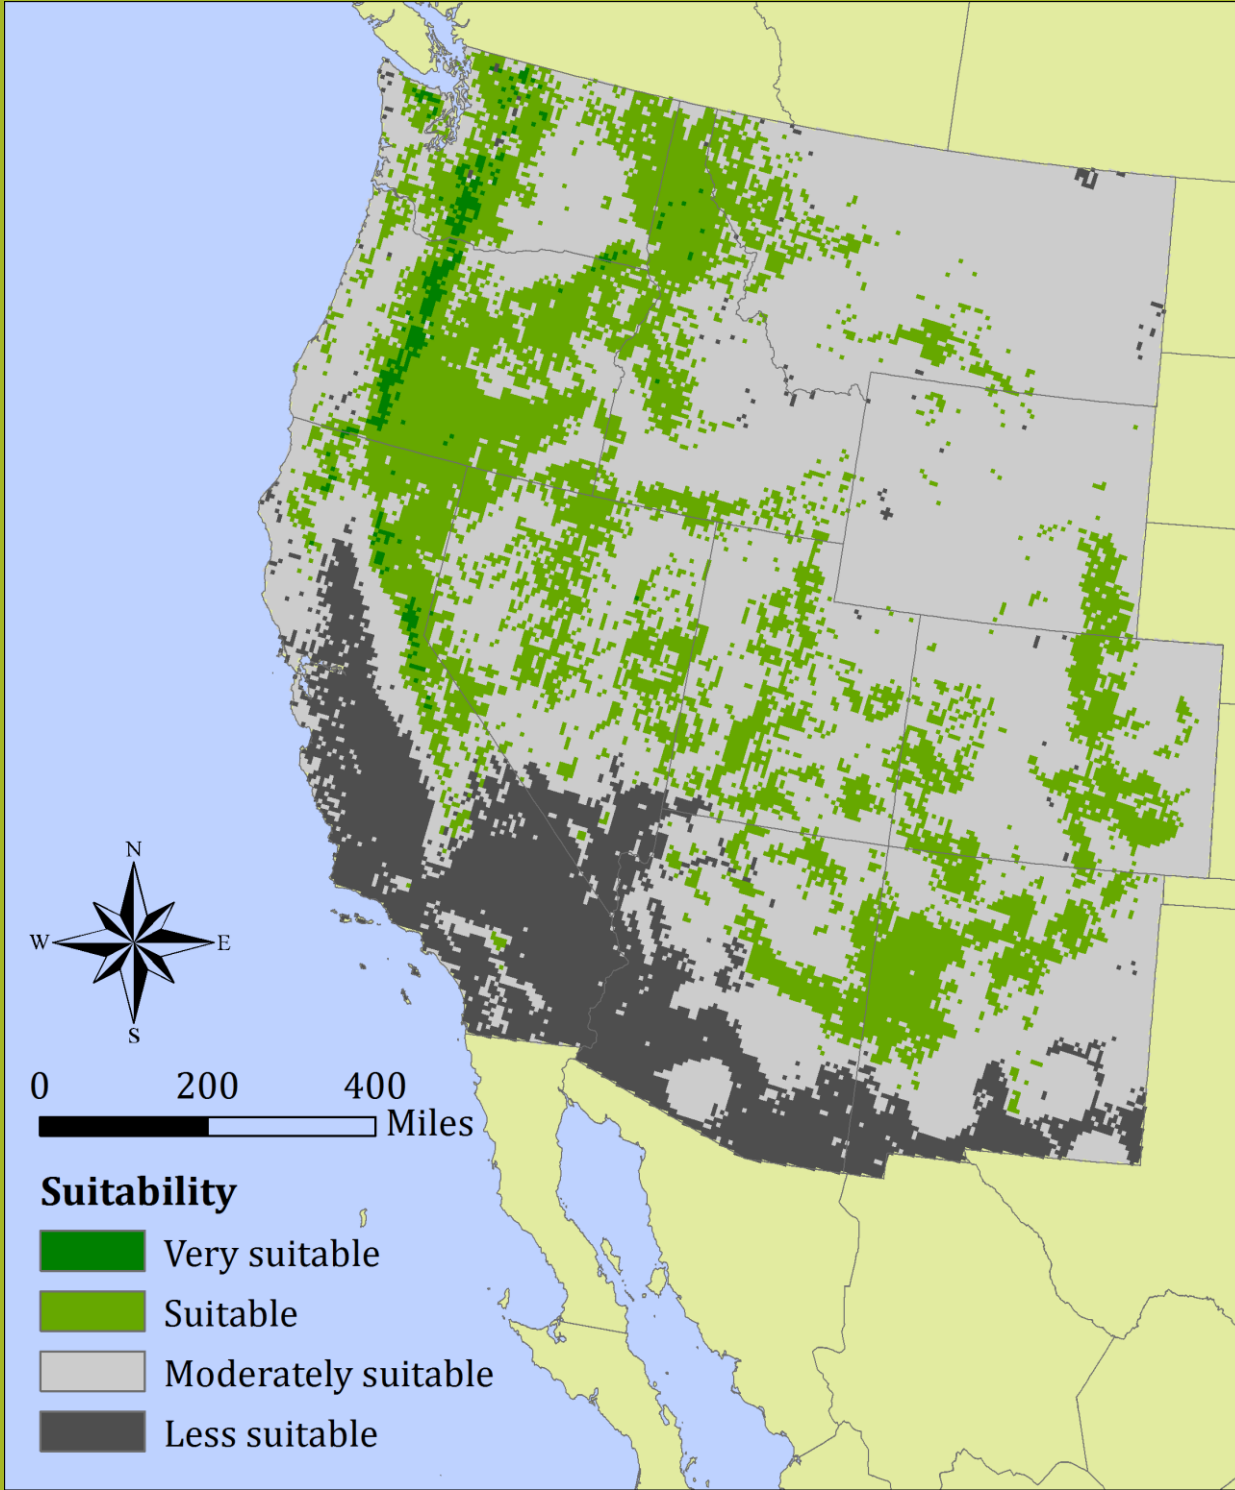 N
W E
S
0 200 400
Miles
Suitability
Very suitable
Suitable
Moderately suitable
Less suitable